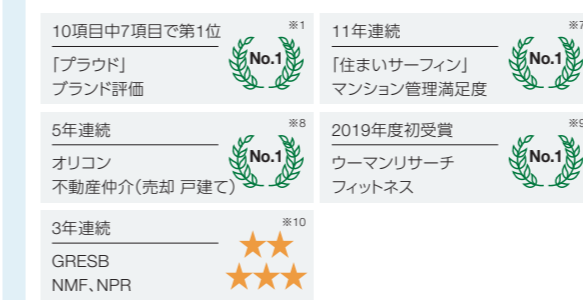 10項目中7項目で第1位 ※1
「プラウド」
ブランド評価
No.1
11年連続 ※7
「住まいサーフィン」
マンション管理満足度
No.1
5年連続 ※8
オリコン
不動産仲介(売却 戸建て)
No.1
2019年度初受賞 ※9
ウーマンリサーチ
フィットネス
No.1
3年連続 ※10
GRESB
NMF、NPR